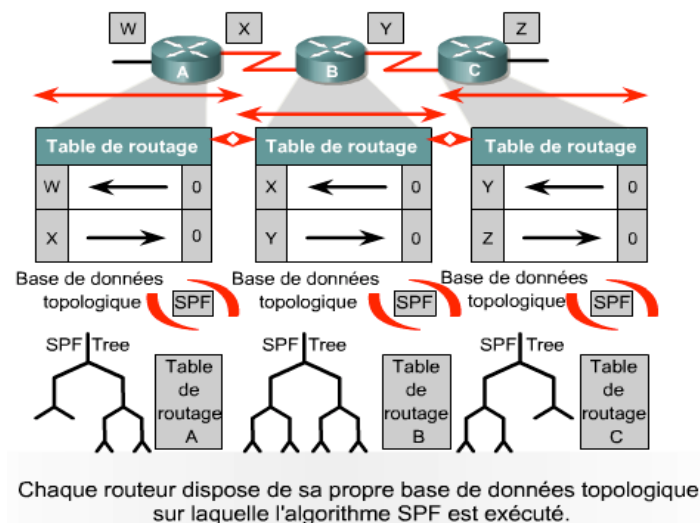 W
X
Y
Z
A
B
C
Table de routage
W 0
X 0
Table de routage
X 0
Y 0
Table de routage
Y 0
Z 0
Base de données
topologique
SPF
Base de données
topologique
SPF
Base de données
topologique
SPF
SPF Tree
Table
de
routage
A
SPF Tree
Table
de
routage
B
SPF Tree
Table
de
routage
C
Chaque routeur dispose de sa propre base de données topologique
sur laquelle l'algorithme SPF est exécuté.